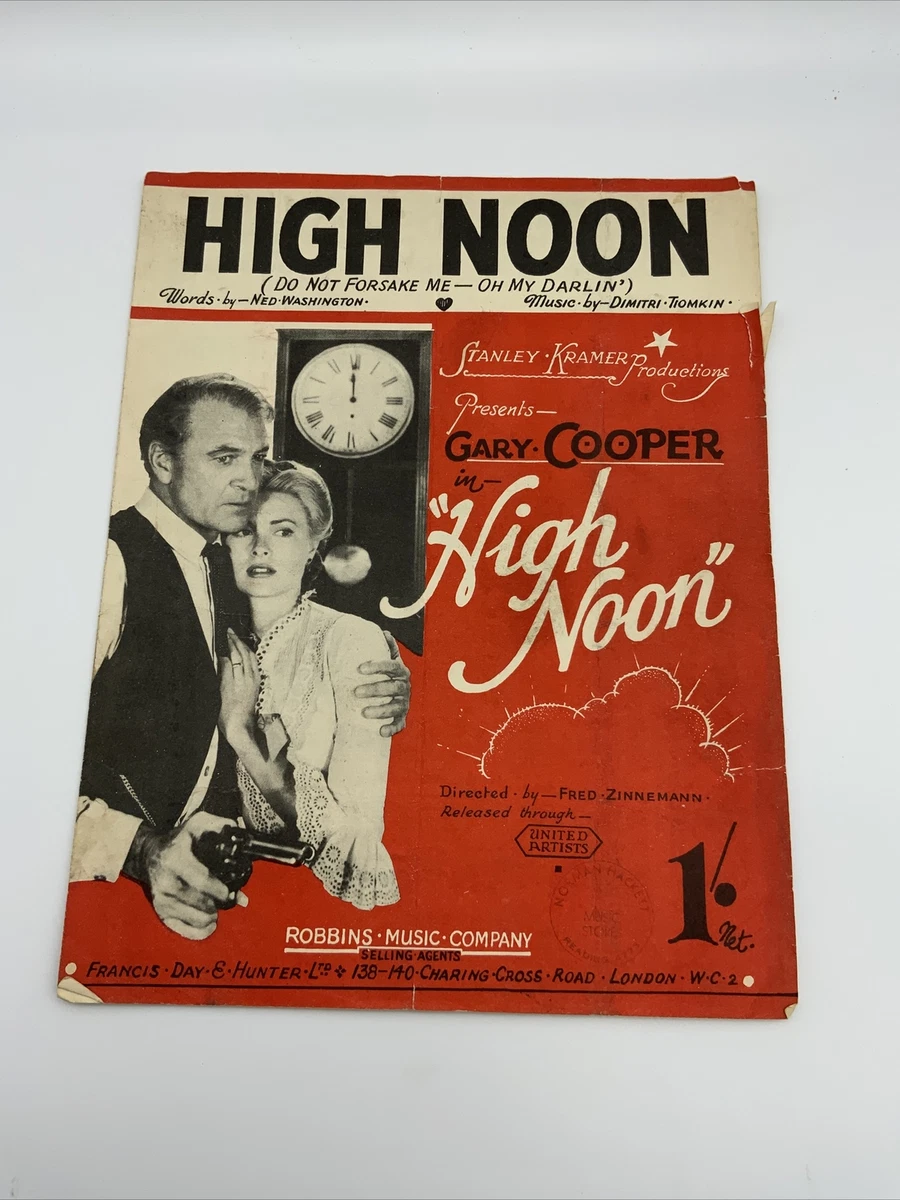 HIGH NOON
(DO NOT FORSAKE ME — OH MY DARLIN')
Words · by — NED · WASHINGTON ·
Music · by — DIMITRI · TIOMKIN ·
STANLEY · KRAMER Productions
Presents —
GARY · COOPER
in —
"High
Noon"
Directed · by — FRED · ZINNEMANN ·
Released through —
UNITED
ARTISTS
MUSIC
1/· Net.
ROBBINS · MUSIC · COMPANY
SELLING · AGENTS
FRANCIS · DAY · & · HUNTER · LTD 138–140 · CHARING · CROSS · ROAD · LONDON · W · C · 2